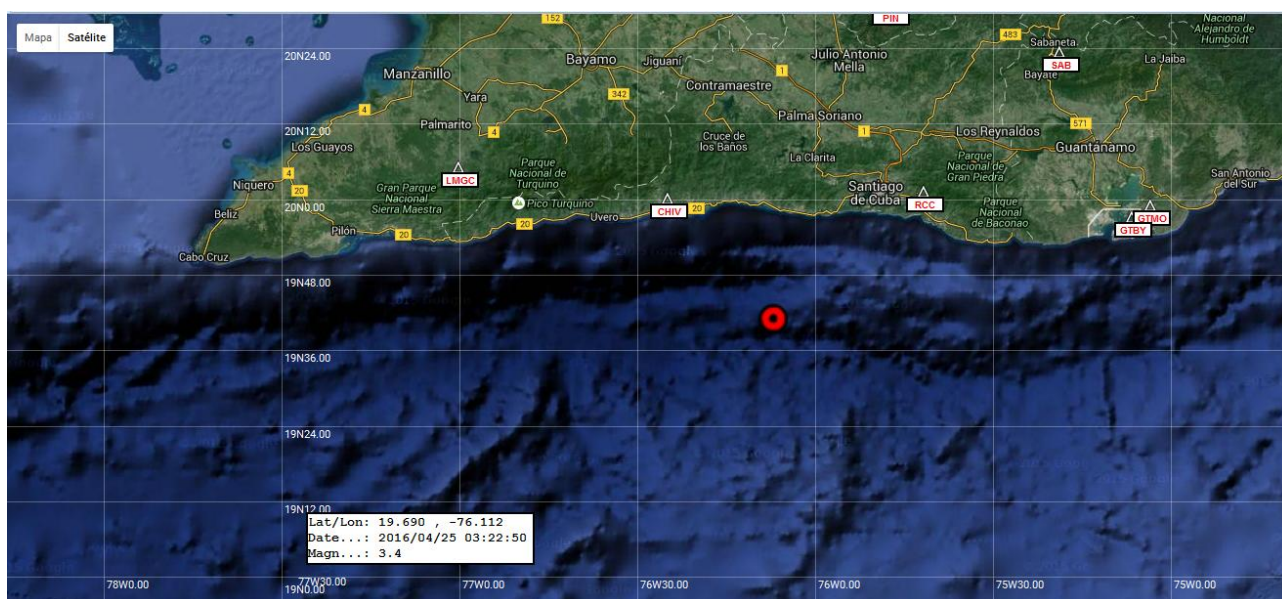 Mapa Satélite
152
PIN
Nacional
Alejandro de
Humboldt
483
Sabaneta
SAB
Bayate
La Jaiba
20N24.00
Bayamo
Jiguaní
Julio Antonio
Mella
Manzanillo
1
Contramaestre
Yara
342
4
Palmarito
4
Palma Soriano
20N12.00
Los Guayos
Cruce de
los Baños
1
Los Reynaldos
571
Guantánamo
La Clarita
4
LMGC
Parque
Nacional de
Turquino
Parque
Nacional de
Gran Piedra
San Antonio
del Sur
Niquero
20
Gran Parque
Nacional
Sierra Maestra
Santiago
de Cuba
20N0.00
Pico Turquino
CHIV
20
RCC
Parque
Nacional
de Baconao
GTMO
GTBY
Beliz
Pilón
20
20
Uvero
Cabo Cruz
19N48.00
19N36.00
19N24.00
19N12.00
Lat/Lon: 19.690 , -76.112
Date...: 2016/04/25 03:22:50
Magn...: 3.4
78W0.00
77W30.00
77W0.00
76W30.00
76W0.00
75W30.00
75W0.00
19N0.00